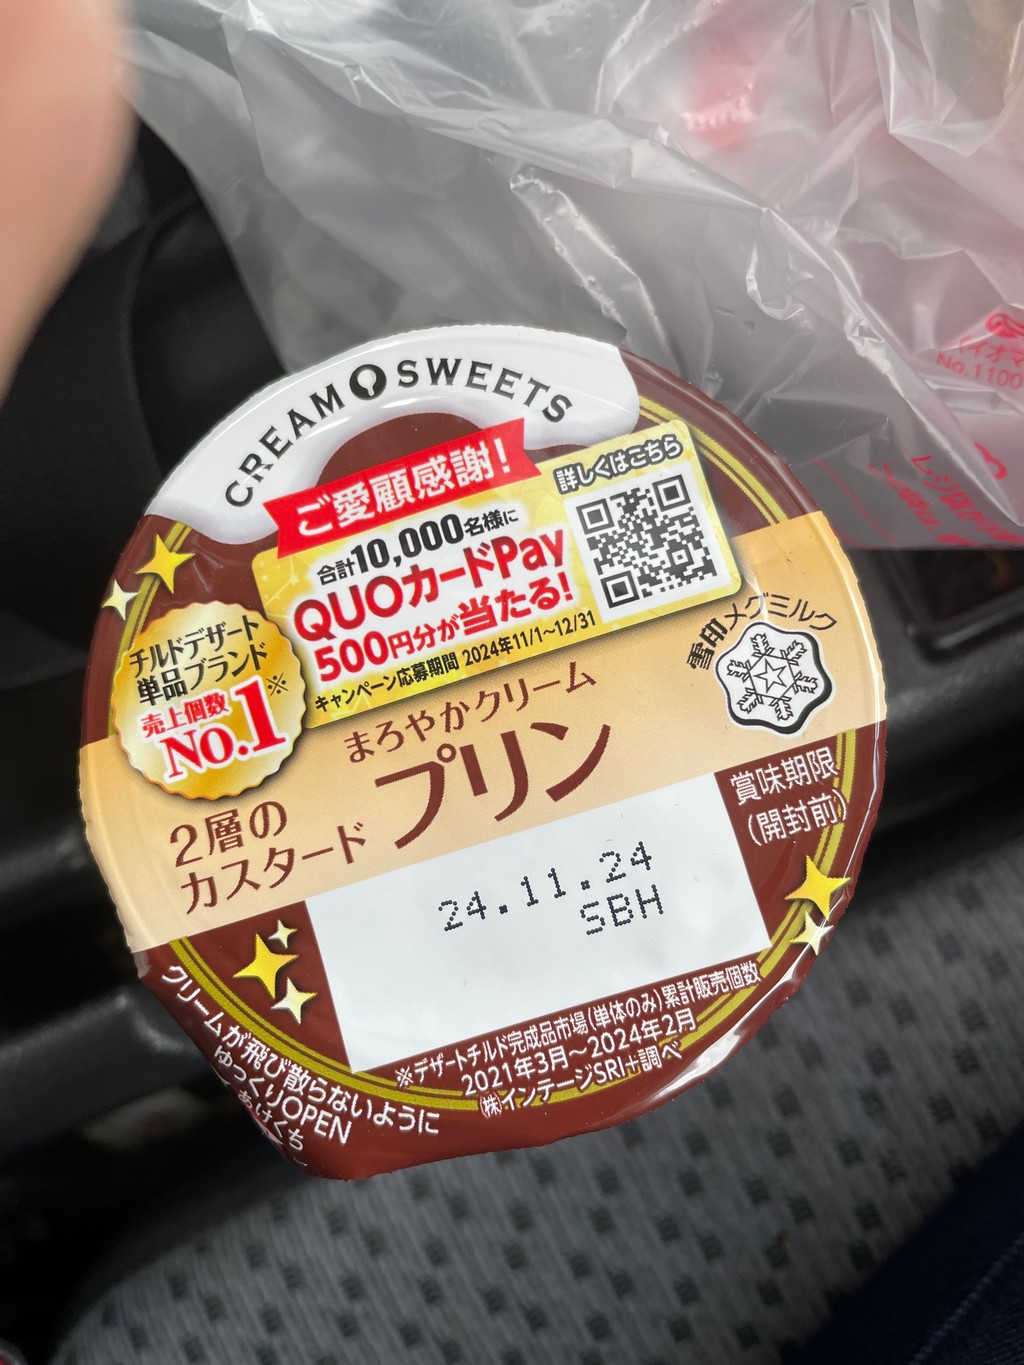 CREAM SWEETS
ご愛顧感謝!
詳しくはこちら
合計10,000名様に
QUOカードPay
500円分が当たる!
キャンペーン応募期間 2024年11/1〜12/31
チルドデザート
単品ブランド※
売上個数
No.1
雪印メグミルク
まろやかクリーム
プリン
2層の
カスタード
賞味期限
(開封前)
24.11.24
SBH
※デザートチルド完成品市場(単体のみ)累計販売個数
2021年3月〜2024年2月
㈱インテージSRI+調べ
クリームが飛び散らないように
ゆっくりOPEN
あけくち
No.1100